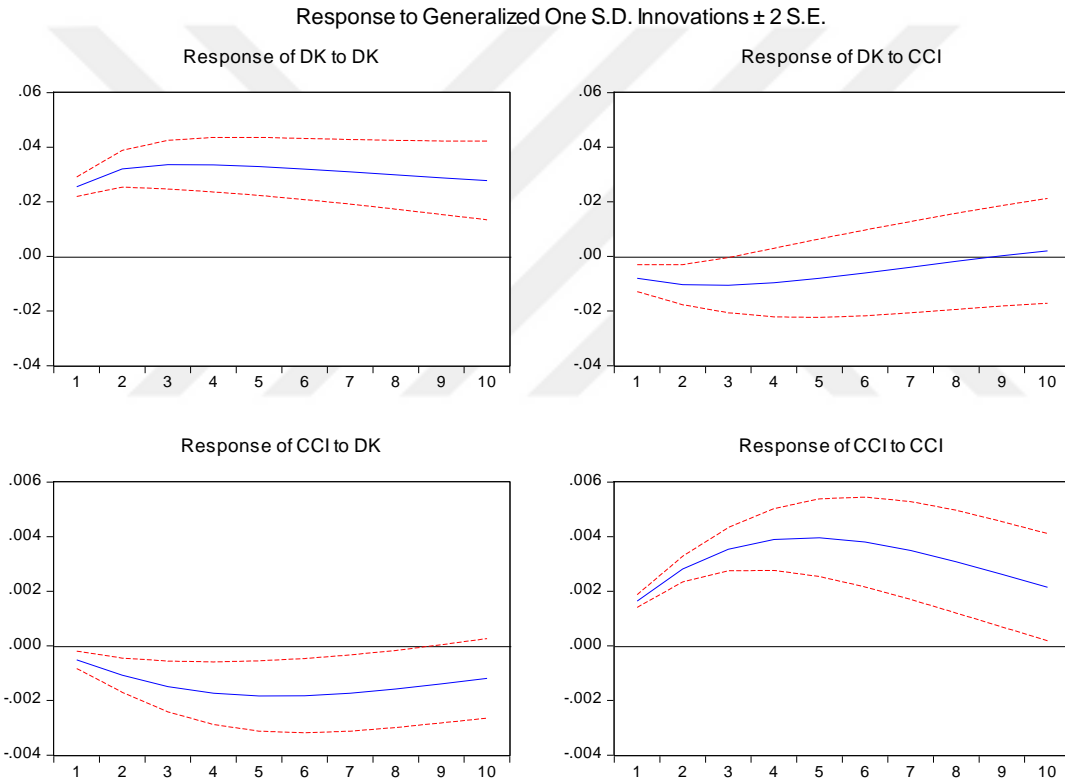 Response to Generalized One S.D. Innovations ± 2 S.E.
Response of DK to DK
.06
.04
.02
.00
-.02
-.04
1 2 3 4 5 6 7 8 9 10
Response of DK to CCI
.06
.04
.02
.00
-.02
-.04
1 2 3 4 5 6 7 8 9 10
Response of CCI to DK
.006
.004
.002
.000
-.002
-.004
1 2 3 4 5 6 7 8 9 10
Response of CCI to CCI
.006
.004
.002
.000
-.002
-.004
1 2 3 4 5 6 7 8 9 10